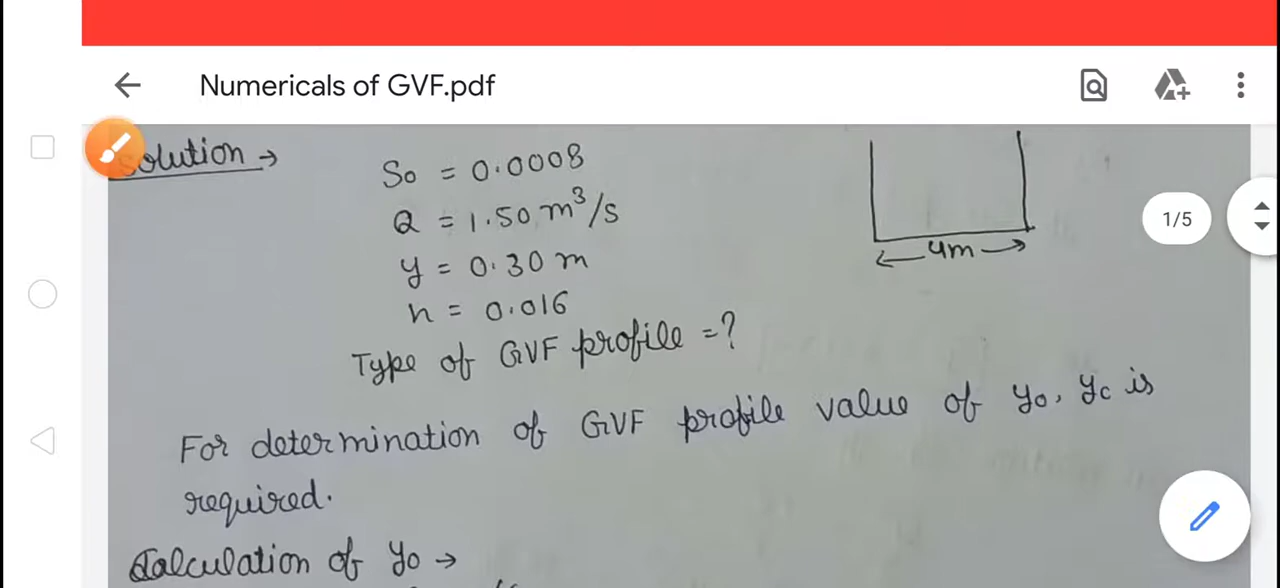 Numericals of GVF.pdf
Solution →
So = 0.0008
Q = 1.50 m³/s
y = 0.30 m
n = 0.016
4m
1/5
Type of GVF profile = ?
For determination of GVF profile value of yo, yc is
required.
Calculation of yo →